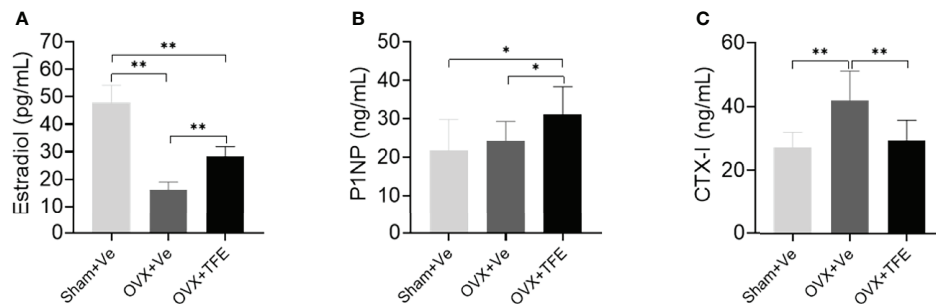 A
Estradiol (pg/mL)
70
60
50
40
30
20
10
0
**
**
**
Sham+Ve
OVX+Ve
OVX+TFE
B
P1NP (ng/mL)
50
40
30
20
10
0
*
*
Sham+Ve
OVX+Ve
OVX+TFE
C
CTX-I (ng/mL)
60
40
20
0
**
**
Sham+Ve
OVX+Ve
OVX+TFE